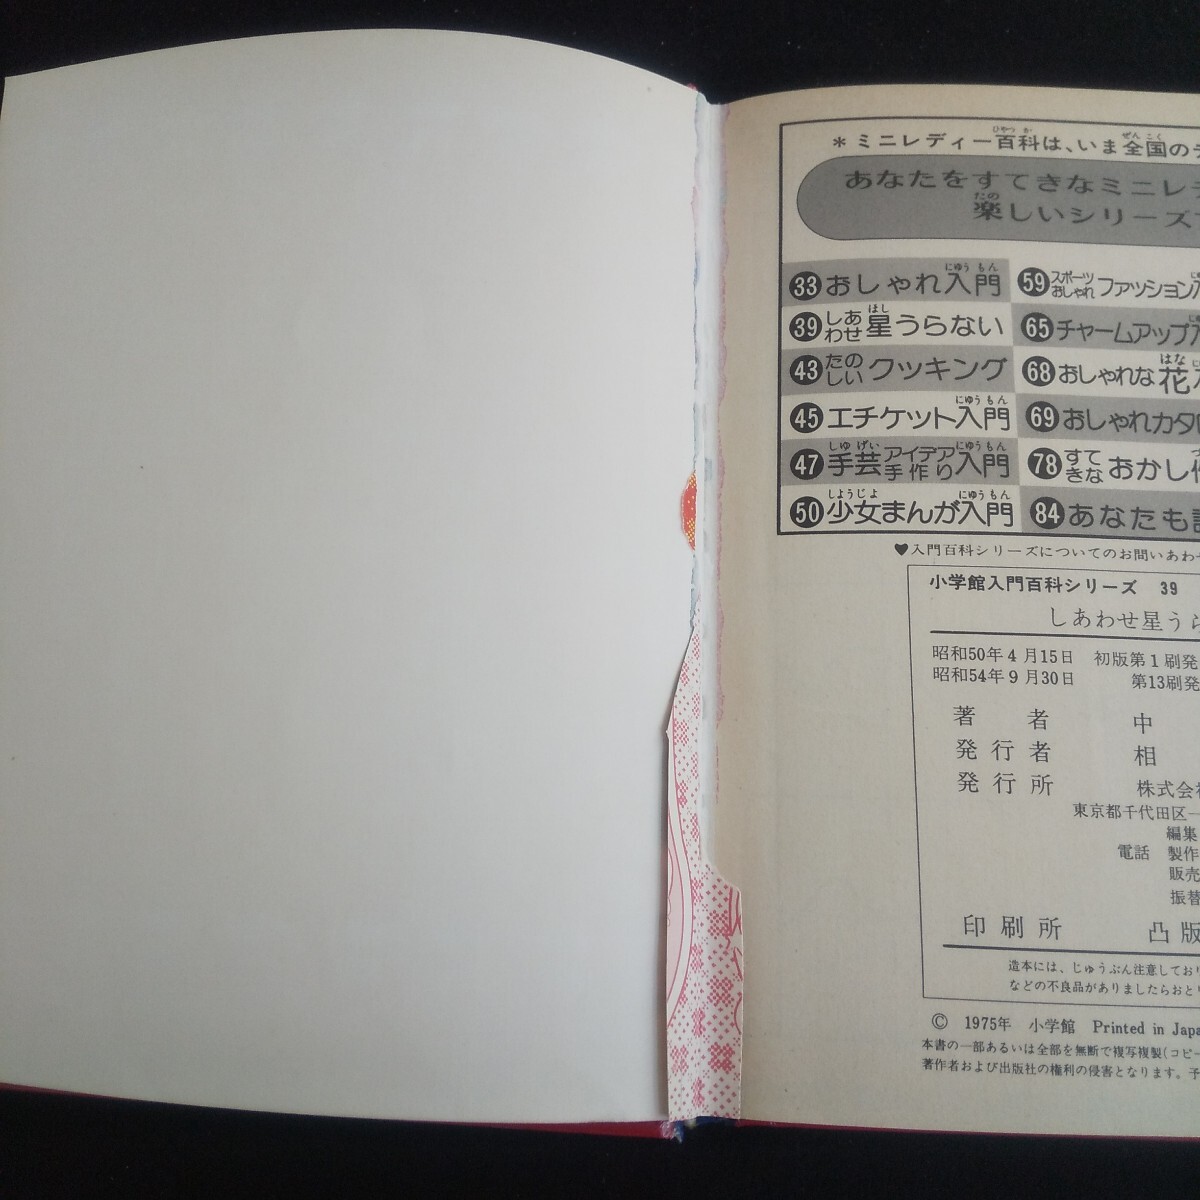 ＊ミニレディー百科は、いま全国の
あなたをすてきなミニレ
楽しいシリーズ
33 おしゃれ入門
39 しあわせ星うらない
43 たのしいクッキング
45 エチケット入門
47 手芸アイデア手作り入門
50 少女まんが入門
59 スポーツおしゃれファッション
65 チャームアップ
68 おしゃれな花
69 おしゃれカタ
78 すてきなおかし
84 あなたも
♥入門百科シリーズについてのお問いあわ
小学館入門百科シリーズ 39
しあわせ星うら
昭和50年4月15日 初版第1刷発
昭和54年9月30日 第13刷発
著者 中
発行者 相
発行所 株式会
東京都千代田区一
編集
電話 製作
販売
振替
印刷所 凸版
造本には、じゅうぶん注意しており
などの不良品がありましたらおと
© 1975年 小学館 Printed in Japa
本書の一部あるいは全部を無断で複写複製(コピー
著作者および出版社の権利の侵害となります。予